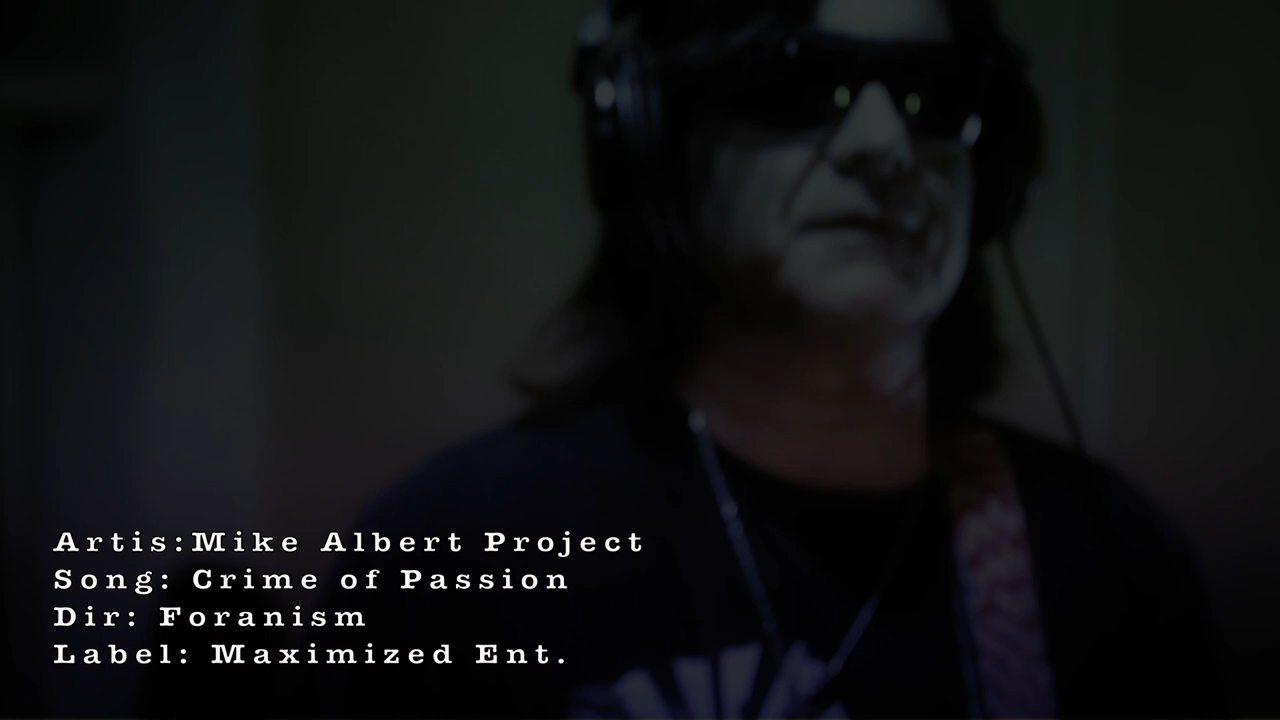 Artis:Mike Albert Project
Song: Crime of Passion
Dir: Foranism
Label: Maximized Ent.